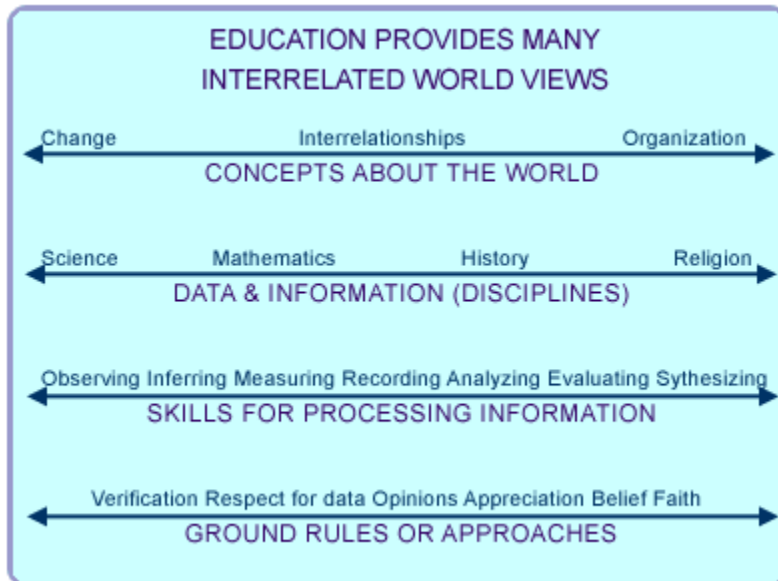 EDUCATION PROVIDES MANY
INTERRELATED WORLD VIEWS
Change Interrelationships Organization
CONCEPTS ABOUT THE WORLD
Science Mathematics History Religion
DATA & INFORMATION (DISCIPLINES)
Observing Inferring Measuring Recording Analyzing Evaluating Sythesizing
SKILLS FOR PROCESSING INFORMATION
Verification Respect for data Opinions Appreciation Belief Faith
GROUND RULES OR APPROACHES